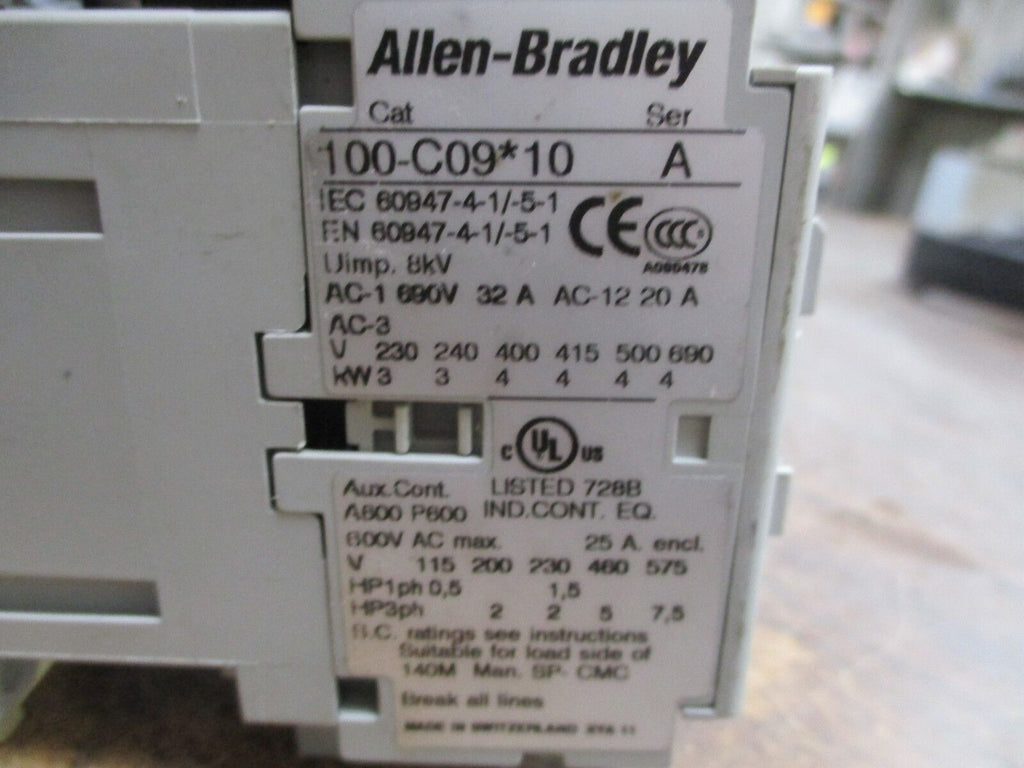 Allen-Bradley
Cat Ser
100-C09*10 A
IEC 60947-4-1/-5-1
EN 60947-4-1/-5-1
CE CCC
Uimp. 8kV
AC-1 690V 32 A AC-12 20 A
AC-3
V 230 240 400 415 500 690
kW 3 3 4 4 4 4
C UL US
Aux.Cont. LISTED 728B
A600 P600 IND.CONT. EQ.
600V AC max. 25 A. encl.
V 115 200 230 460 575
HP1ph 0,5 1,5
HP3ph 2 2 5 7,5
S.C. ratings see instructions
Suitable for load side of
140M Man. SP- CMC
Break all lines
MADE IN SWITZERLAND